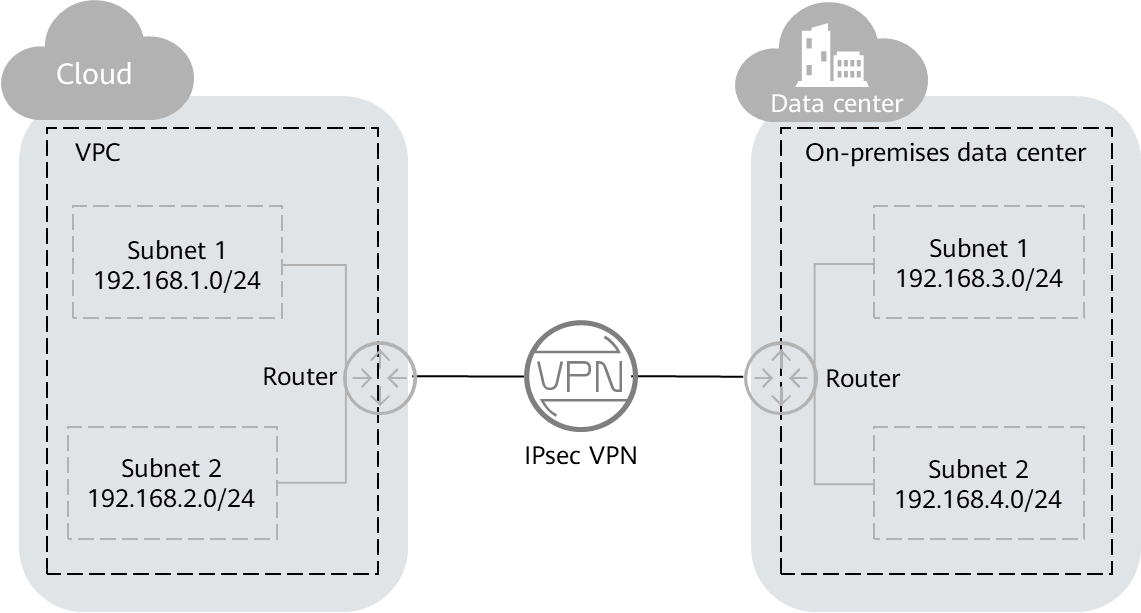 Cloud
VPC
Subnet 1
192.168.1.0/24
Router
Subnet 2
192.168.2.0/24
VPN
IPsec VPN
Data center
On-premises data center
Subnet 1
192.168.3.0/24
Router
Subnet 2
192.168.4.0/24